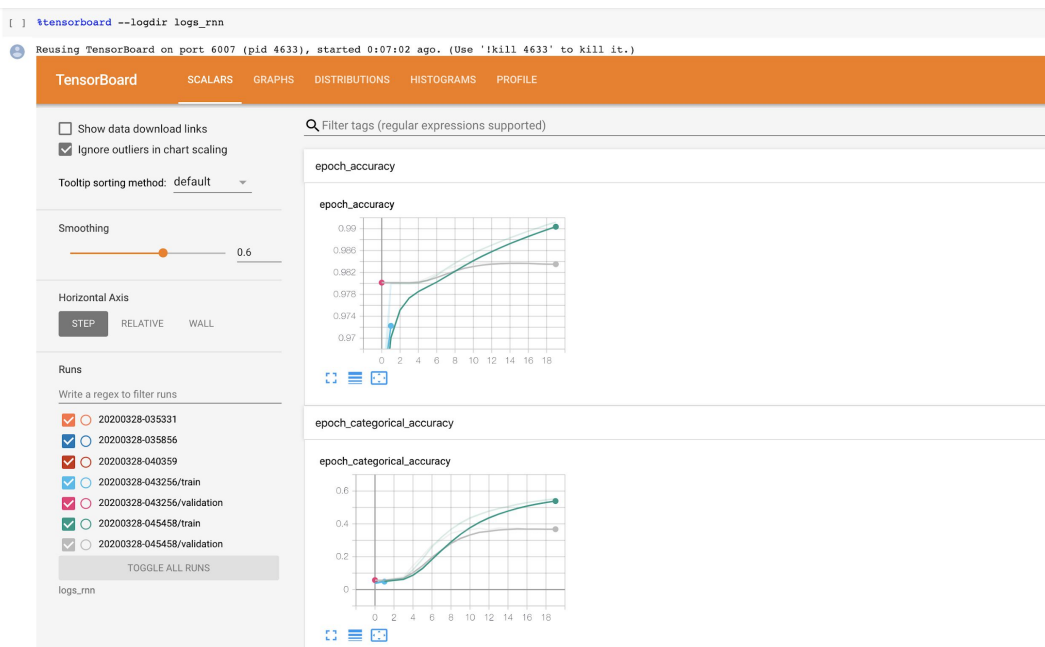 [ ] %tensorboard --logdir logs_rnn
Reusing TensorBoard on port 6007 (pid 4633), started 0:07:02 ago. (Use '!kill 4633' to kill it.)
TensorBoard SCALARS GRAPHS DISTRIBUTIONS HISTOGRAMS PROFILE
Show data download links
Ignore outliers in chart scaling
Tooltip sorting method: default
Smoothing
0.6
Horizontal Axis
STEP RELATIVE WALL
Runs
Write a regex to filter runs
20200328-035331
20200328-035856
20200328-040359
20200328-043256/train
20200328-043256/validation
20200328-045458/train
20200328-045458/validation
TOGGLE ALL RUNS
logs_rnn
Filter tags (regular expressions supported)
epoch_accuracy
epoch_accuracy
0.99
0.986
0.982
0.978
0.974
0.97
0 2 4 6 8 10 12 14 16 18
epoch_categorical_accuracy
epoch_categorical_accuracy
0.6
0.4
0.2
0
0 2 4 6 8 10 12 14 16 18